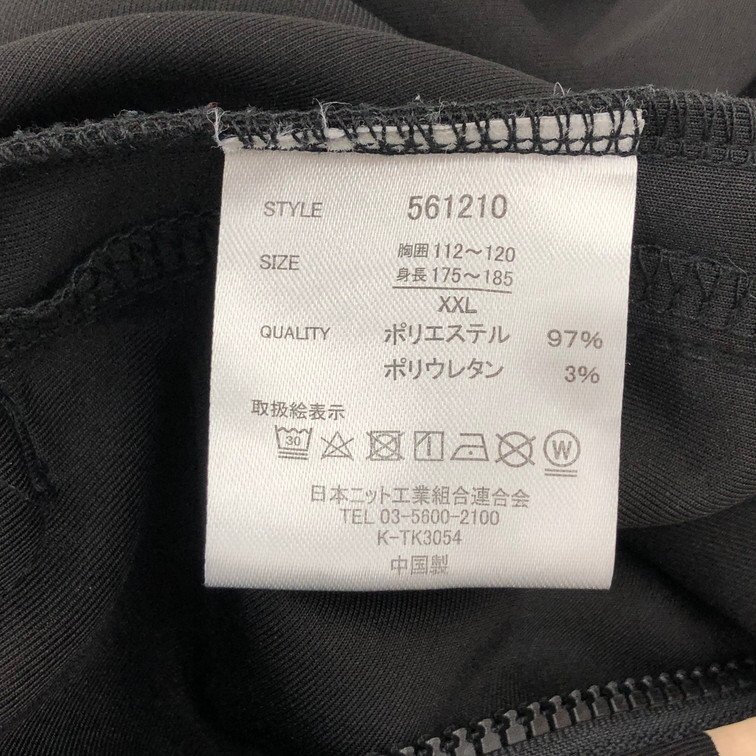 STYLE 561210
SIZE 胸囲 112～120
身長 175～185
XXL
QUALITY ポリエステル 97%
ポリウレタン 3%
取扱絵表示
30 W
日本ニット工業組合連合会
TEL 03-5600-2100
K-TK3054
中国製